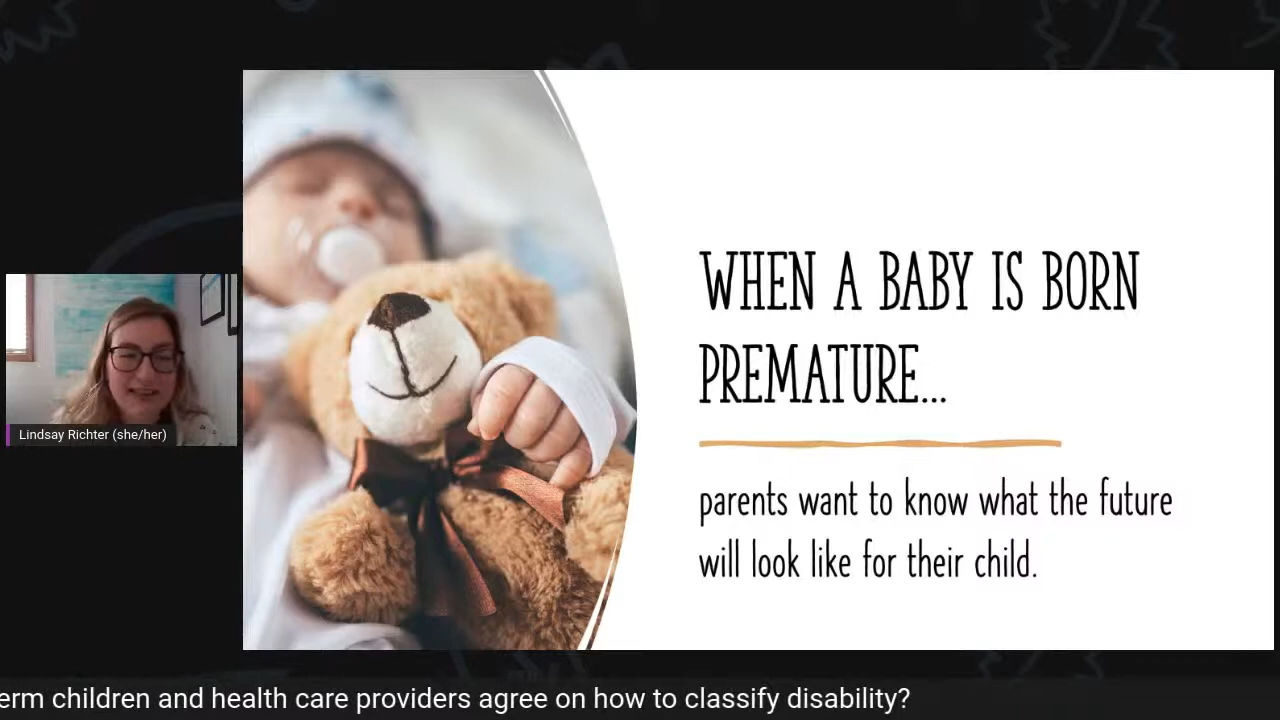 WHEN A BABY IS BORN
PREMATURE...
parents want to know what the future
will look like for their child.
Lindsay Richter (she/her)
erm children and health care providers agree on how to classify disability?